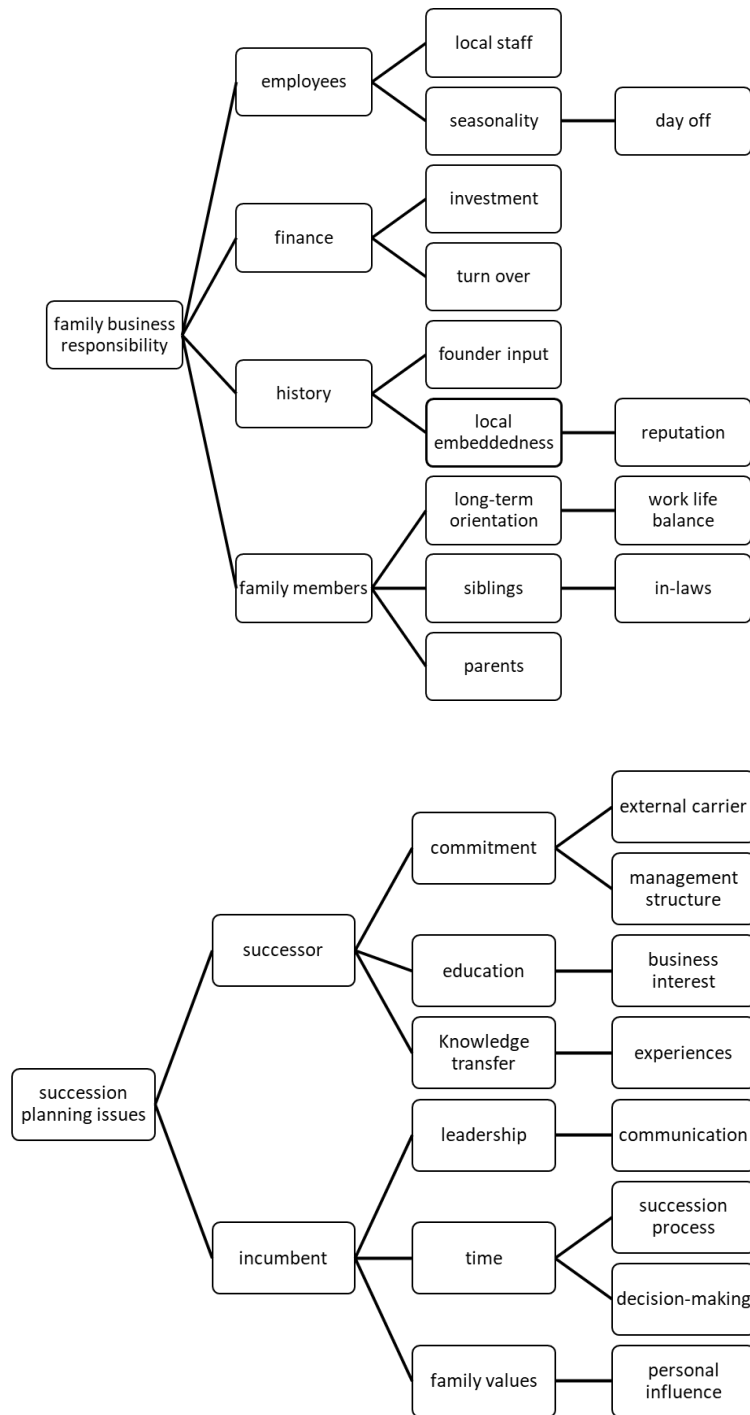 local staff
employees
seasonality
day off
investment
finance
turn over
family business
responsibility
founder input
history
local
embeddedness
reputation
long-term
orientation
work life
balance
family members
siblings
in-laws
parents
external carrier
commitment
management
structure
successor
education
business
interest
Knowledge
transfer
experiences
succession
planning issues
leadership
communication
succession
process
incumbent
time
decision-making
family values
personal
influence